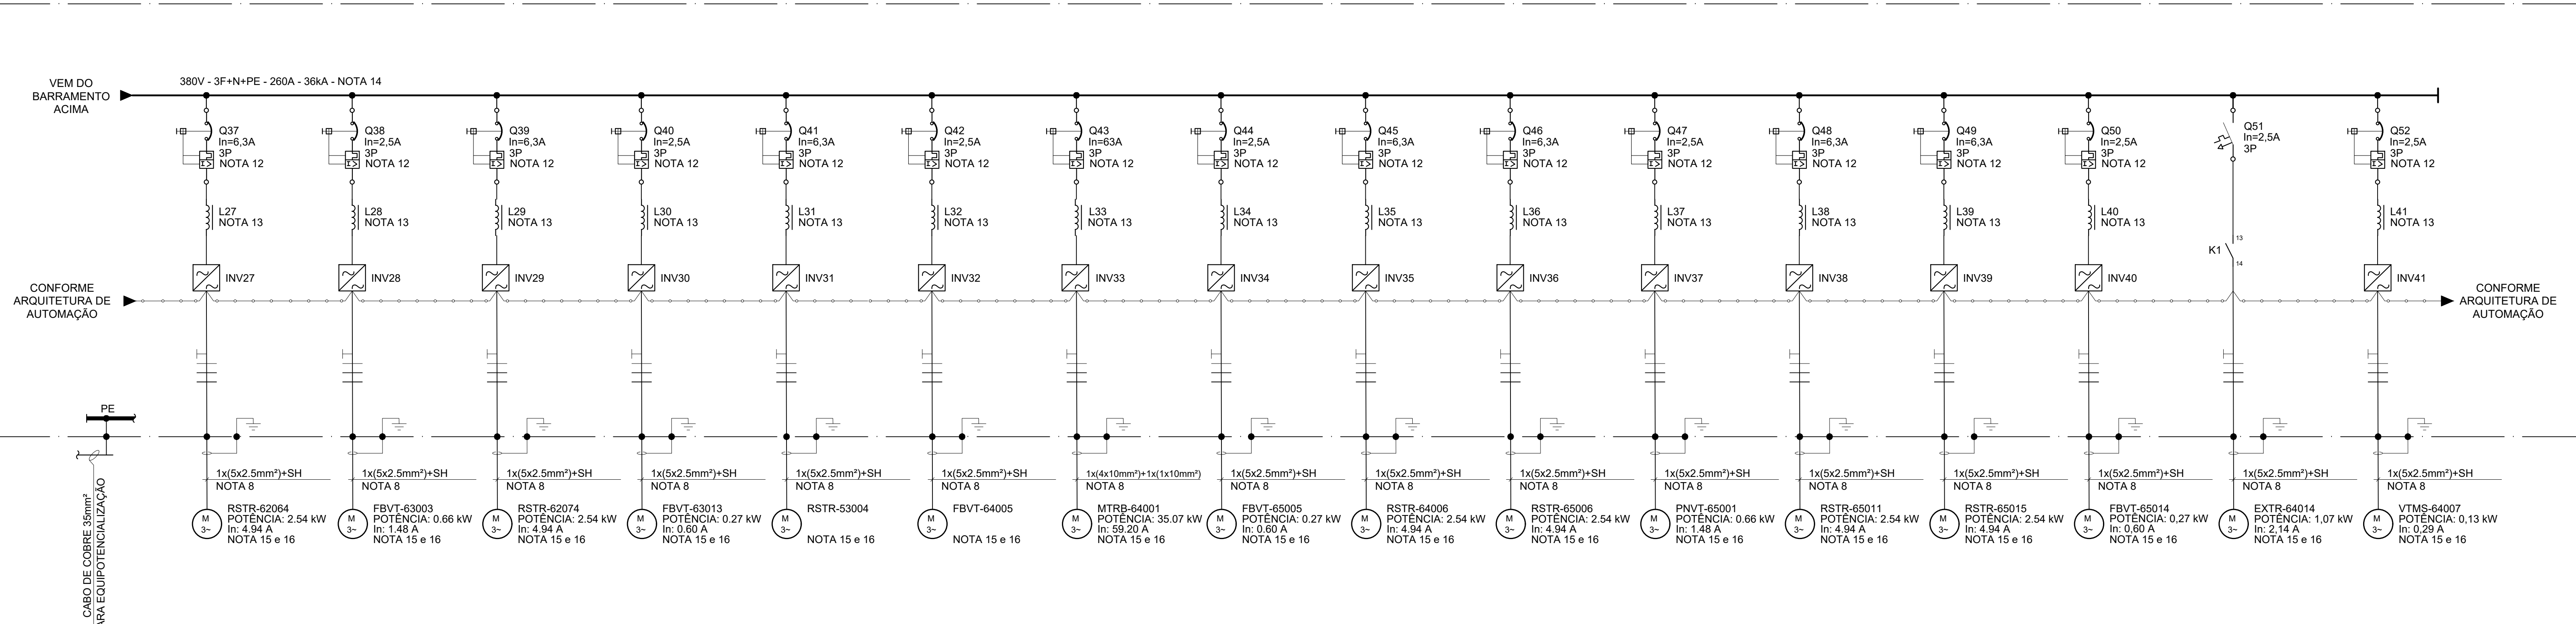 VEM DO
BARRAMENTO
ACIMA
380V - 3F+N+PE - 260A - 36kA - NOTA 14
Q37
In=6,3A
3P
NOTA 12
Q38
In=2,5A
3P
NOTA 12
Q39
In=6,3A
3P
NOTA 12
Q40
In=2,5A
3P
NOTA 12
Q41
In=6,3A
3P
NOTA 12
Q42
In=2,5A
3P
NOTA 12
Q43
In=63A
3P
NOTA 12
Q44
In=2,5A
3P
NOTA 12
Q45
In=6,3A
3P
NOTA 12
Q46
In=6,3A
3P
NOTA 12
Q47
In=2,5A
3P
NOTA 12
Q48
In=6,3A
3P
NOTA 12
Q49
In=6,3A
3P
NOTA 12
Q50
In=2,5A
3P
NOTA 12
Q51
In=2,5A
3P
Q52
In=2,5A
3P
NOTA 12
L27
NOTA 13
L28
NOTA 13
L29
NOTA 13
L30
NOTA 13
L31
NOTA 13
L32
NOTA 13
L33
NOTA 13
L34
NOTA 13
L35
NOTA 13
L36
NOTA 13
L37
NOTA 13
L38
NOTA 13
L39
NOTA 13
L40
NOTA 13
L41
NOTA 13
13
K1
14
INV27
INV28
INV29
INV30
INV31
INV32
INV33
INV34
INV35
INV36
INV37
INV38
INV39
INV40
INV41
CONFORME
ARQUITETURA DE
AUTOMAÇÃO
CONFORME
ARQUITETURA DE
AUTOMAÇÃO
PE
CABO DE COBRE 35mm²
ARA EQUIPOTENCIALIZAÇÃO
1x(5x2.5mm²)+SH
NOTA 8
1x(5x2.5mm²)+SH
NOTA 8
1x(5x2.5mm²)+SH
NOTA 8
1x(5x2.5mm²)+SH
NOTA 8
1x(5x2.5mm²)+SH
NOTA 8
1x(5x2.5mm²)+SH
NOTA 8
1x(4x10mm²)+1x(1x10mm²)
NOTA 8
1x(5x2.5mm²)+SH
NOTA 8
1x(5x2.5mm²)+SH
NOTA 8
1x(5x2.5mm²)+SH
NOTA 8
1x(5x2.5mm²)+SH
NOTA 8
1x(5x2.5mm²)+SH
NOTA 8
1x(5x2.5mm²)+SH
NOTA 8
1x(5x2.5mm²)+SH
NOTA 8
1x(5x2.5mm²)+SH
NOTA 8
1x(5x2.5mm²)+SH
NOTA 8
M
3~
RSTR-62064
POTÊNCIA: 2.54 kW
In: 4.94 A
NOTA 15 e 16
M
3~
FBVT-63003
POTÊNCIA: 0.66 kW
In: 1.48 A
NOTA 15 e 16
M
3~
RSTR-62074
POTÊNCIA: 2.54 kW
In: 4.94 A
NOTA 15 e 16
M
3~
FBVT-63013
POTÊNCIA: 0.27 kW
In: 0.60 A
NOTA 15 e 16
M
3~
RSTR-53004
NOTA 15 e 16
M
3~
FBVT-64005
NOTA 15 e 16
M
3~
MTRB-64001
POTÊNCIA: 35.07 kW
In: 59.20 A
NOTA 15 e 16
M
3~
FBVT-65005
POTÊNCIA: 0.27 kW
In: 0.60 A
NOTA 15 e 16
M
3~
RSTR-64006
POTÊNCIA: 2.54 kW
In: 4.94 A
NOTA 15 e 16
M
3~
RSTR-65006
POTÊNCIA: 2.54 kW
In: 4.94 A
NOTA 15 e 16
M
3~
PNVT-65001
POTÊNCIA: 0.66 kW
In: 1.48 A
NOTA 15 e 16
M
3~
RSTR-65011
POTÊNCIA: 2.54 kW
In: 4.94 A
NOTA 15 e 16
M
3~
RSTR-65015
POTÊNCIA: 2.54 kW
In: 4.94 A
NOTA 15 e 16
M
3~
FBVT-65014
POTÊNCIA: 0,27 kW
In: 0,60 A
NOTA 15 e 16
M
3~
EXTR-64014
POTÊNCIA: 1,07 kW
In: 2,14 A
NOTA 15 e 16
M
3~
VTMS-64007
POTÊNCIA: 0,13 kW
In: 0,29 A
NOTA 15 e 16